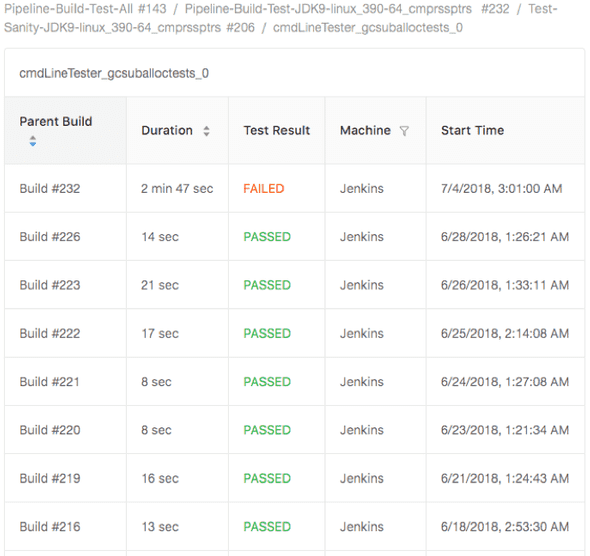 Pipeline-Build-Test-All #143 / Pipeline-Build-Test-JDK9-linux_390-64_cmprssptrs #232 / Test-
Sanity-JDK9-linux_390-64_cmprssptrs #206 / cmdLineTester_gcsuballoctests_0
cmdLineTester_gcsuballoctests_0
Parent Build Duration Test Result Machine Start Time
Build #232 2 min 47 sec FAILED Jenkins 7/4/2018, 3:01:00 AM
Build #226 14 sec PASSED Jenkins 6/28/2018, 1:26:21 AM
Build #223 21 sec PASSED Jenkins 6/26/2018, 1:33:11 AM
Build #222 17 sec PASSED Jenkins 6/25/2018, 2:14:08 AM
Build #221 8 sec PASSED Jenkins 6/24/2018, 1:27:08 AM
Build #220 8 sec PASSED Jenkins 6/23/2018, 1:21:34 AM
Build #219 16 sec PASSED Jenkins 6/21/2018, 1:24:43 AM
Build #216 13 sec PASSED Jenkins 6/18/2018, 2:53:30 AM